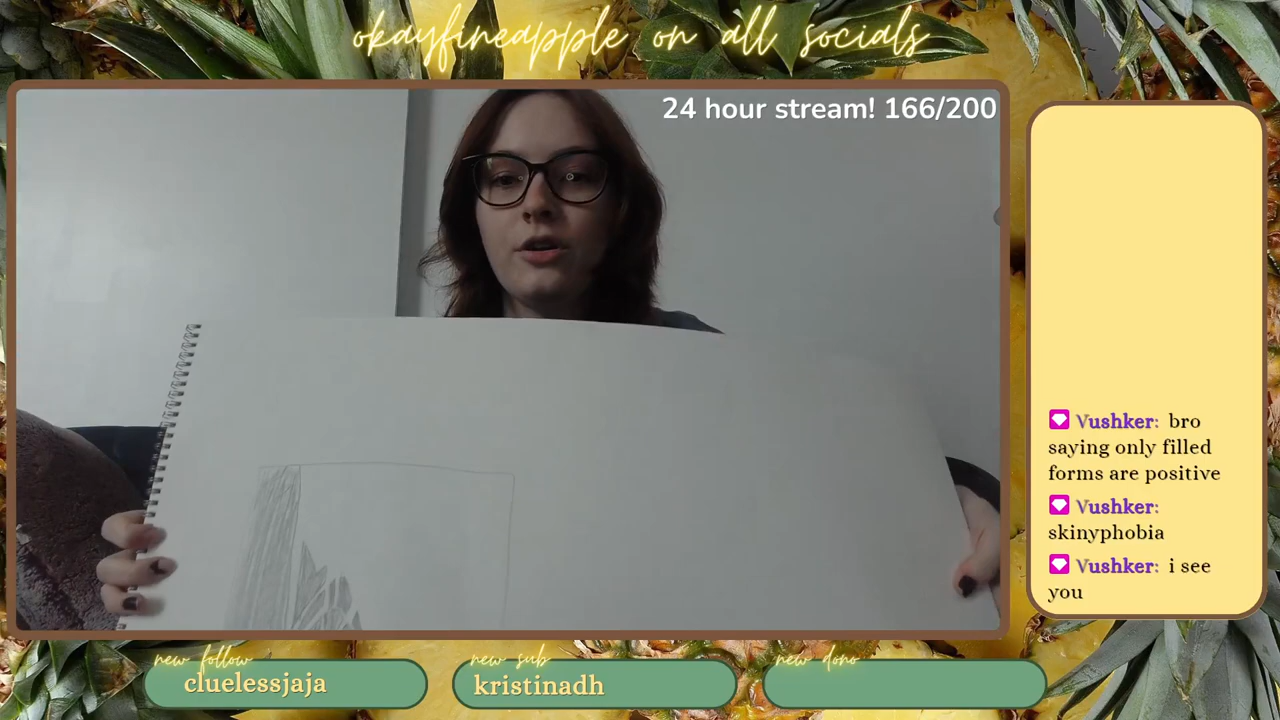 okayfineapple on all socials
24 hour stream! 166/200
Vushker: bro
saying only filled
forms are positive
Vushker:
skinyphobia
Vushker: i see
you
new follow
cluelessjaja
new sub
kristinadh
new dono